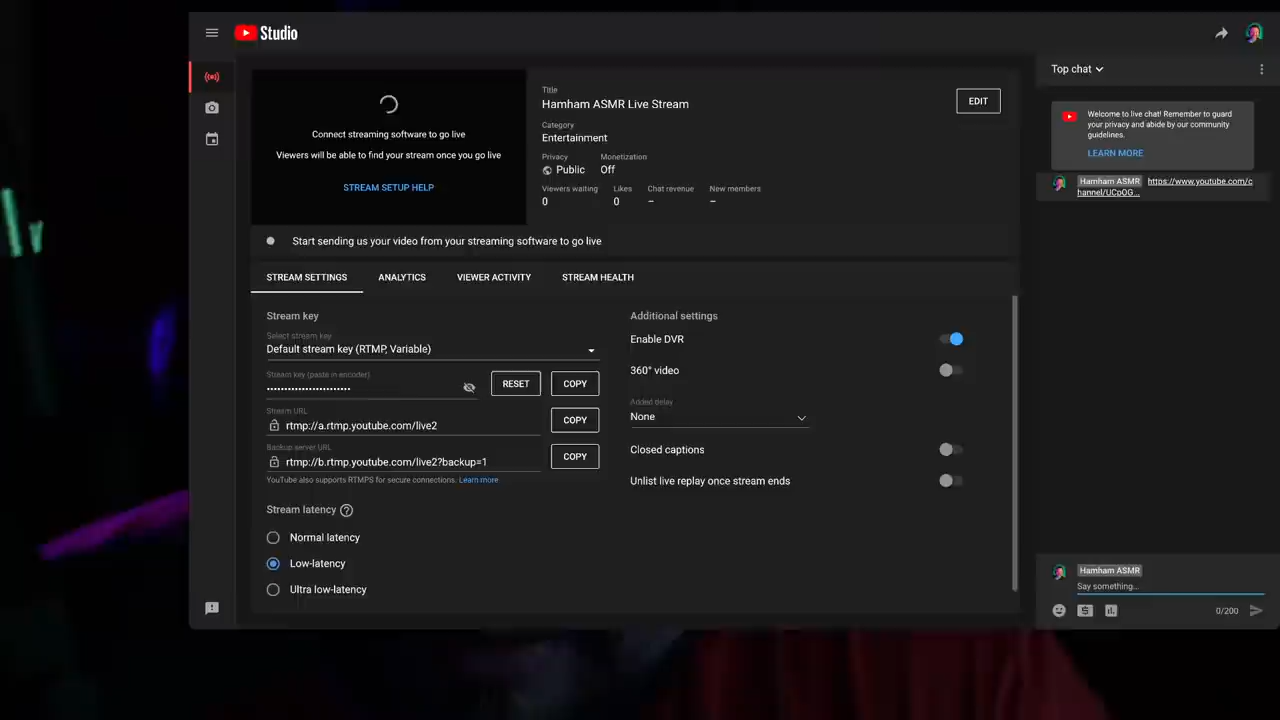 Studio
Top chat
Connect streaming software to go live
Viewers will be able to find your stream once you go live
STREAM SETUP HELP
Title
Hamham ASMR Live Stream
EDIT
Category
Entertainment
Privacy
Monetization
Public
Off
Viewers waiting
Likes
Chat revenue
New members
0
0
–
–
Welcome to live chat! Remember to guard
your privacy and abide by our community
guidelines.
LEARN MORE
Hamham ASMR https://www.youtube.com/c
hannel/UCpOG...
Start sending us your video from your streaming software to go live
STREAM SETTINGS
ANALYTICS
VIEWER ACTIVITY
STREAM HEALTH
Stream key
Select stream key
Default stream key (RTMP, Variable)
Stream key (paste in encoder)
••••••••••••••••••••••••
RESET
COPY
Stream URL
rtmp://a.rtmp.youtube.com/live2
COPY
Backup server URL
rtmp://b.rtmp.youtube.com/live2?backup=1
COPY
YouTube also supports RTMPS for secure connections. Learn more
Stream latency
Normal latency
Low-latency
Ultra low-latency
Additional settings
Enable DVR
360° video
Added delay
None
Closed captions
Unlist live replay once stream ends
Hamham ASMR
Say something...
0/200